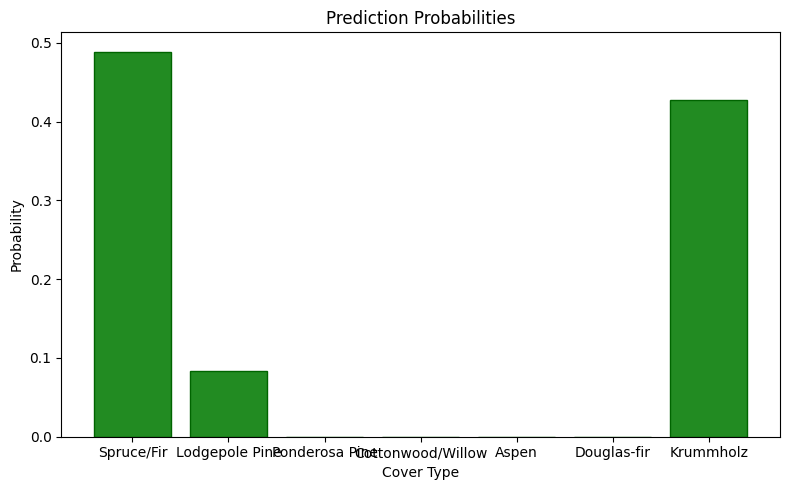 Prediction Probabilities
0.5
0.4
0.3
0.2
0.1
0.0
Probability
Spruce/Fir Lodgepole Pine Ponderosa Pine Cottonwood/Willow Aspen Douglas-fir Krummholz
Cover Type